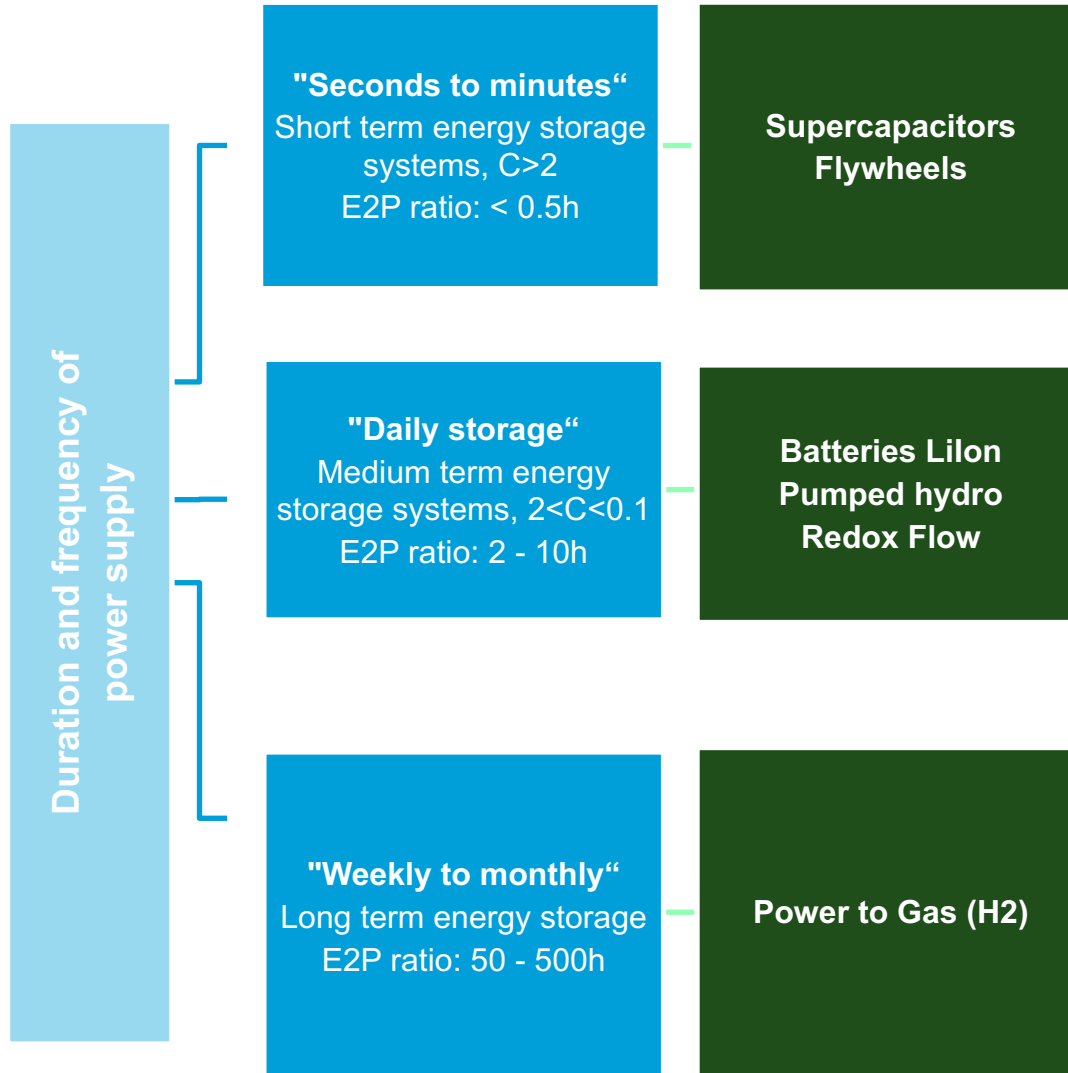 Duration and frequency of
power supply
"Seconds to minutes“
Short term energy storage
systems, C>2
E2P ratio: < 0.5h
Supercapacitors
Flywheels
"Daily storage“
Medium term energy
storage systems, 2<C<0.1
E2P ratio: 2 - 10h
Batteries LiIon
Pumped hydro
Redox Flow
"Weekly to monthly“
Long term energy storage
E2P ratio: 50 - 500h
Power to Gas (H2)